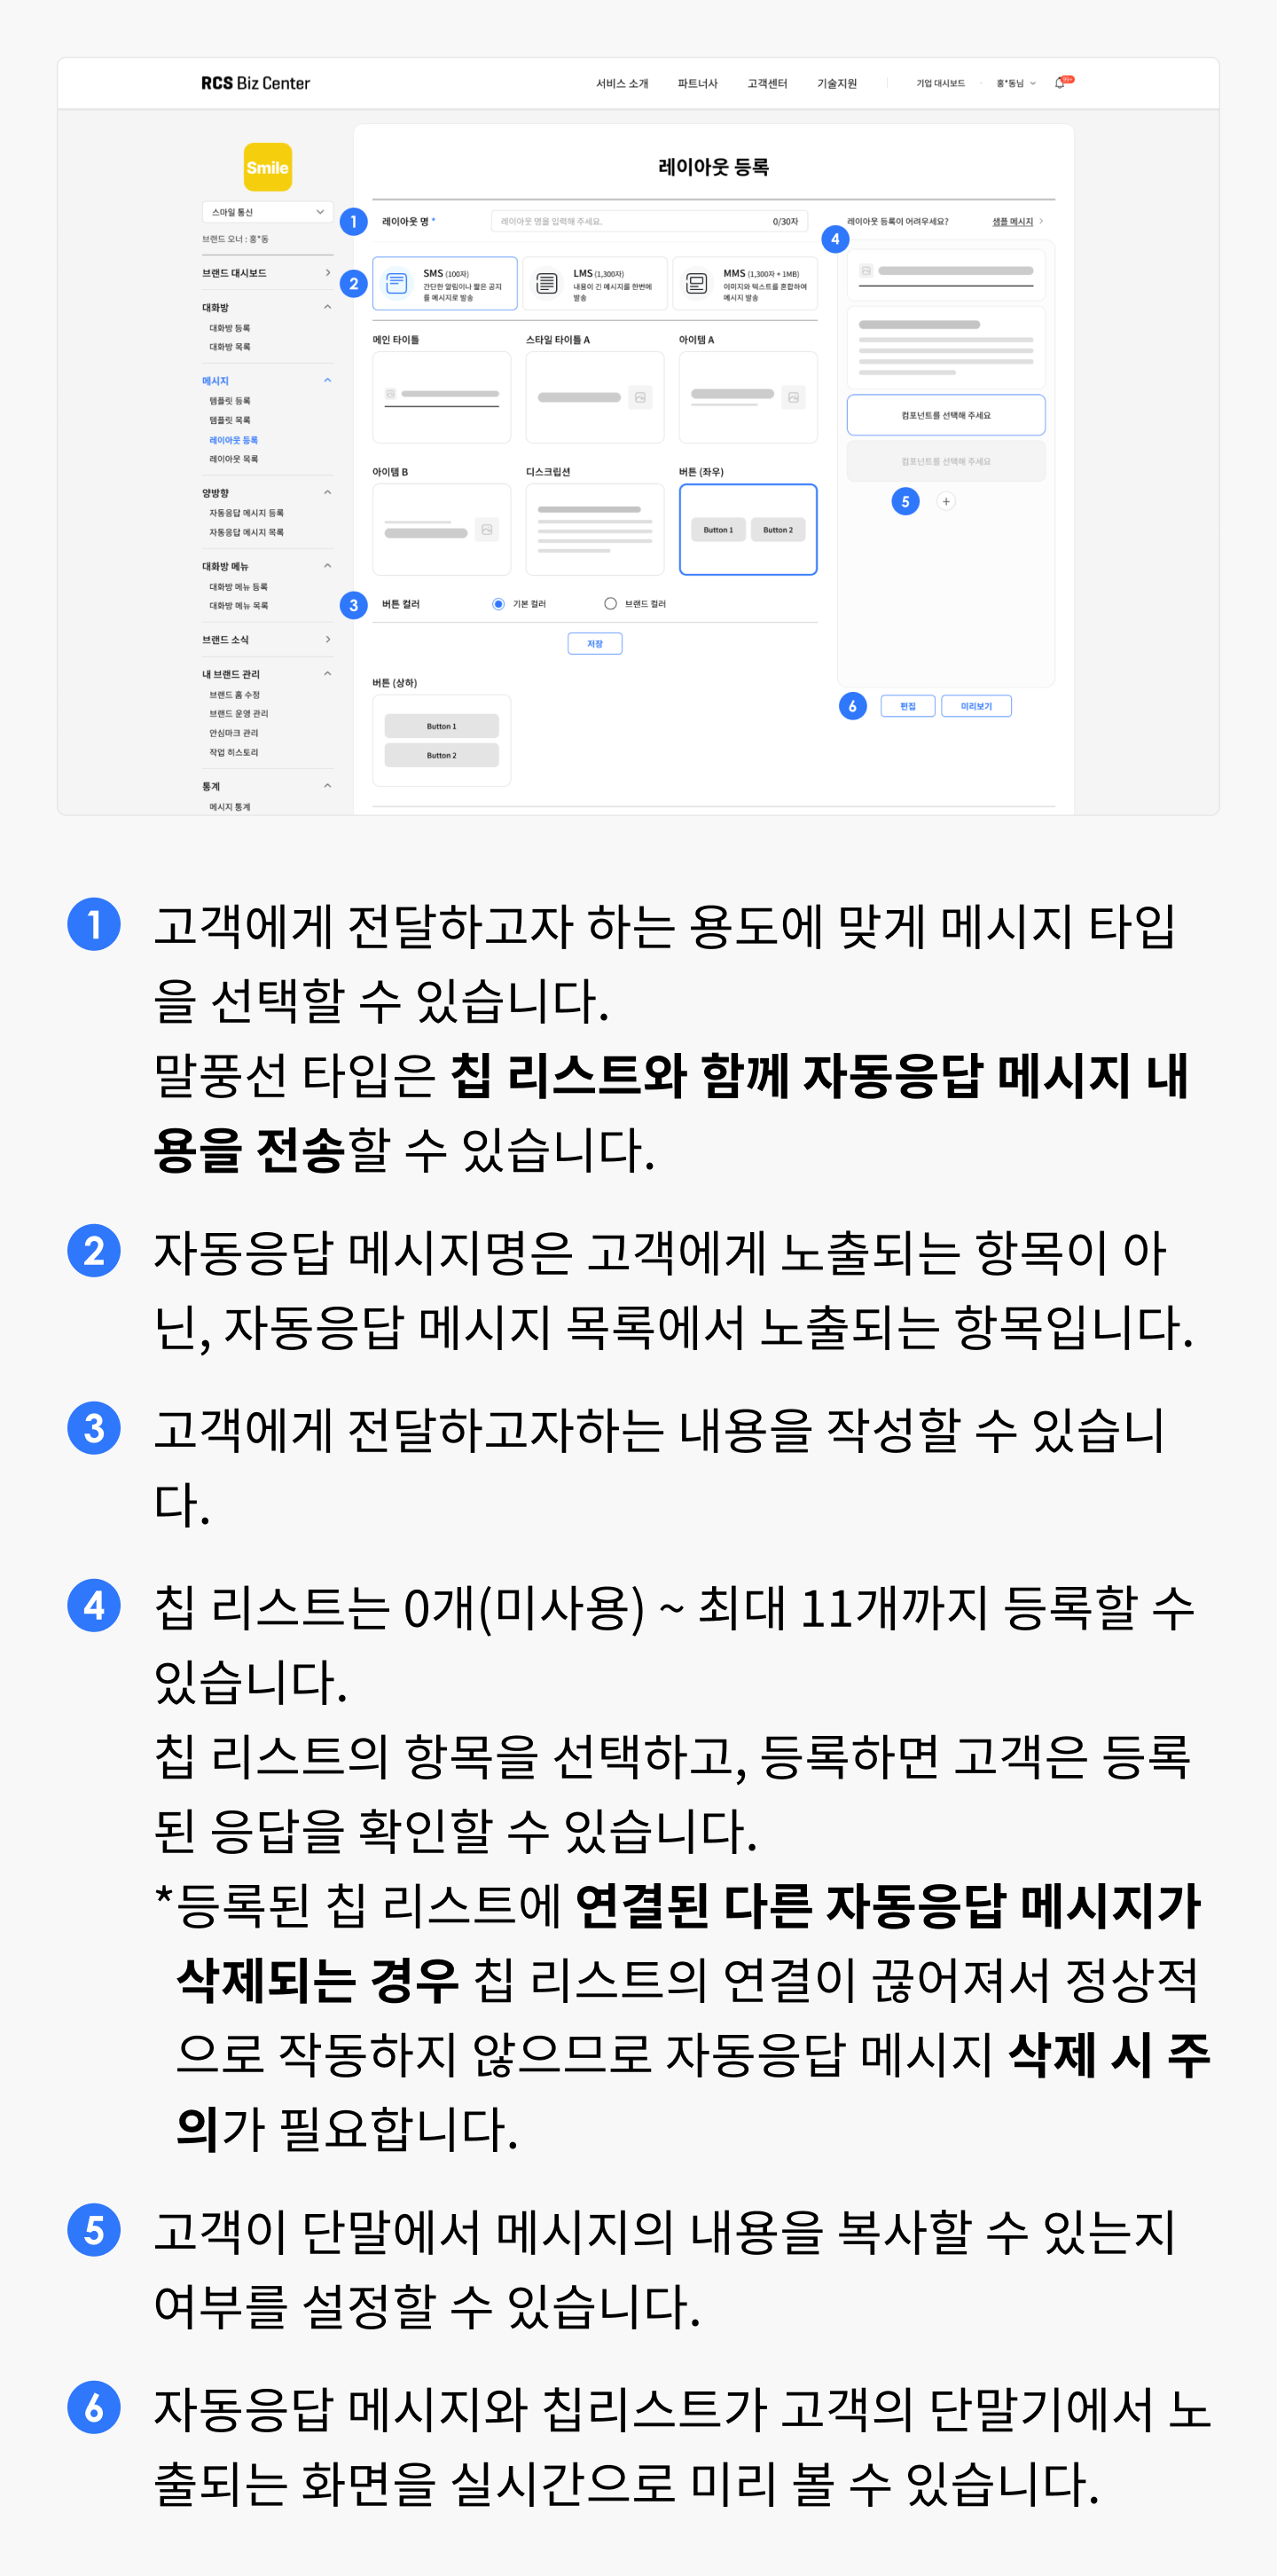 RCS Biz Center
서비스 소개 파트너사 고객센터 기술지원 기업 대시보드 홍*동님 99+
Smile
스마일 통신
브랜드 오너 : 홍*동
브랜드 대시보드
대화방
대화방 등록
대화방 목록
메시지
템플릿 등록
템플릿 목록
레이아웃 등록
레이아웃 목록
양방향
자동응답 메시지 등록
자동응답 메시지 목록
대화방 메뉴
대화방 메뉴 등록
대화방 메뉴 목록
브랜드 소식
내 브랜드 관리
브랜드 홈 수정
브랜드 운영 관리
안심마크 관리
작업 히스토리
통계
메시지 통계
레이아웃 등록
1 레이아웃 명 * 레이아웃 명을 입력해 주세요. 0/30자
2
SMS (100자)
간단한 알림이나 짧은 공지
를 메시지로 발송
LMS (1,300자)
내용이 긴 메시지를 한번에
발송
MMS (1,300자 + 1MB)
이미지와 텍스트를 혼합하여
메시지 발송
메인 타이틀 스타일 타이틀 A 아이템 A
아이템 B 디스크립션 버튼 (좌우)
Button 1 Button 2
3 버튼 컬러 기본 컬러 브랜드 컬러
저장
버튼 (상하)
Button 1
Button 2
레이아웃 등록이 어려우세요? 샘플 메시지
4
컴포넌트를 선택해 주세요
컴포넌트를 선택해 주세요
5 +
6 편집 미리보기
1 고객에게 전달하고자 하는 용도에 맞게 메시지 타입
을 선택할 수 있습니다.
말풍선 타입은 칩 리스트와 함께 자동응답 메시지 내
용을 전송할 수 있습니다.
2 자동응답 메시지명은 고객에게 노출되는 항목이 아
닌, 자동응답 메시지 목록에서 노출되는 항목입니다.
3 고객에게 전달하고자하는 내용을 작성할 수 있습니
다.
4 칩 리스트는 0개(미사용) ~ 최대 11개까지 등록할 수
있습니다.
칩 리스트의 항목을 선택하고, 등록하면 고객은 등록
된 응답을 확인할 수 있습니다.
*등록된 칩 리스트에 연결된 다른 자동응답 메시지가
삭제되는 경우 칩 리스트의 연결이 끊어져서 정상적
으로 작동하지 않으므로 자동응답 메시지 삭제 시 주
의가 필요합니다.
5 고객이 단말에서 메시지의 내용을 복사할 수 있는지
여부를 설정할 수 있습니다.
6 자동응답 메시지와 칩리스트가 고객의 단말기에서 노
출되는 화면을 실시간으로 미리 볼 수 있습니다.